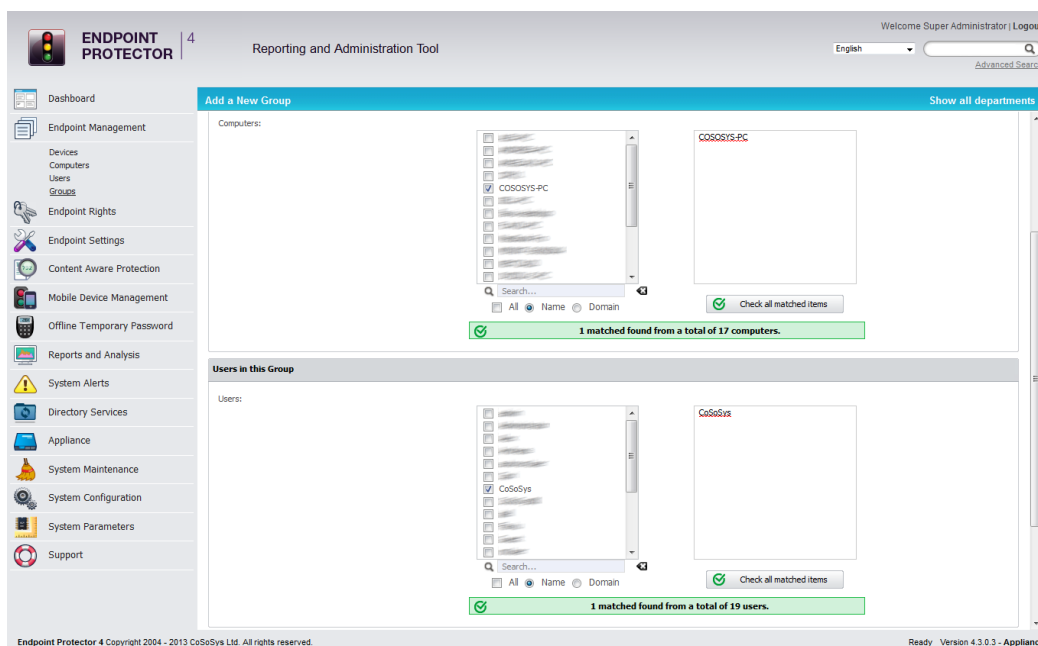 Welcome Super Administrator | Logou
ENDPOINT PROTECTOR 4
Reporting and Administration Tool
English
Advanced Searc
Dashboard
Endpoint Management
Devices
Computers
Users
Groups
Endpoint Rights
Endpoint Settings
Content Aware Protection
Mobile Device Management
Offline Temporary Password
Reports and Analysis
System Alerts
Directory Services
Appliance
System Maintenance
System Configuration
System Parameters
Support
Add a New Group
Show all departments
Computers:
COSOSYS-PC
COSOSYS-PC
Search...
All Name Domain
Check all matched items
1 matched found from a total of 17 computers.
Users in this Group
Users:
CoSoSys
CoSoSys
Search...
All Name Domain
Check all matched items
1 matched found from a total of 19 users.
Endpoint Protector 4 Copyright 2004 - 2013 CoSoSys Ltd. All rights reserved.
Ready Version 4.3.0.3 - Applianc